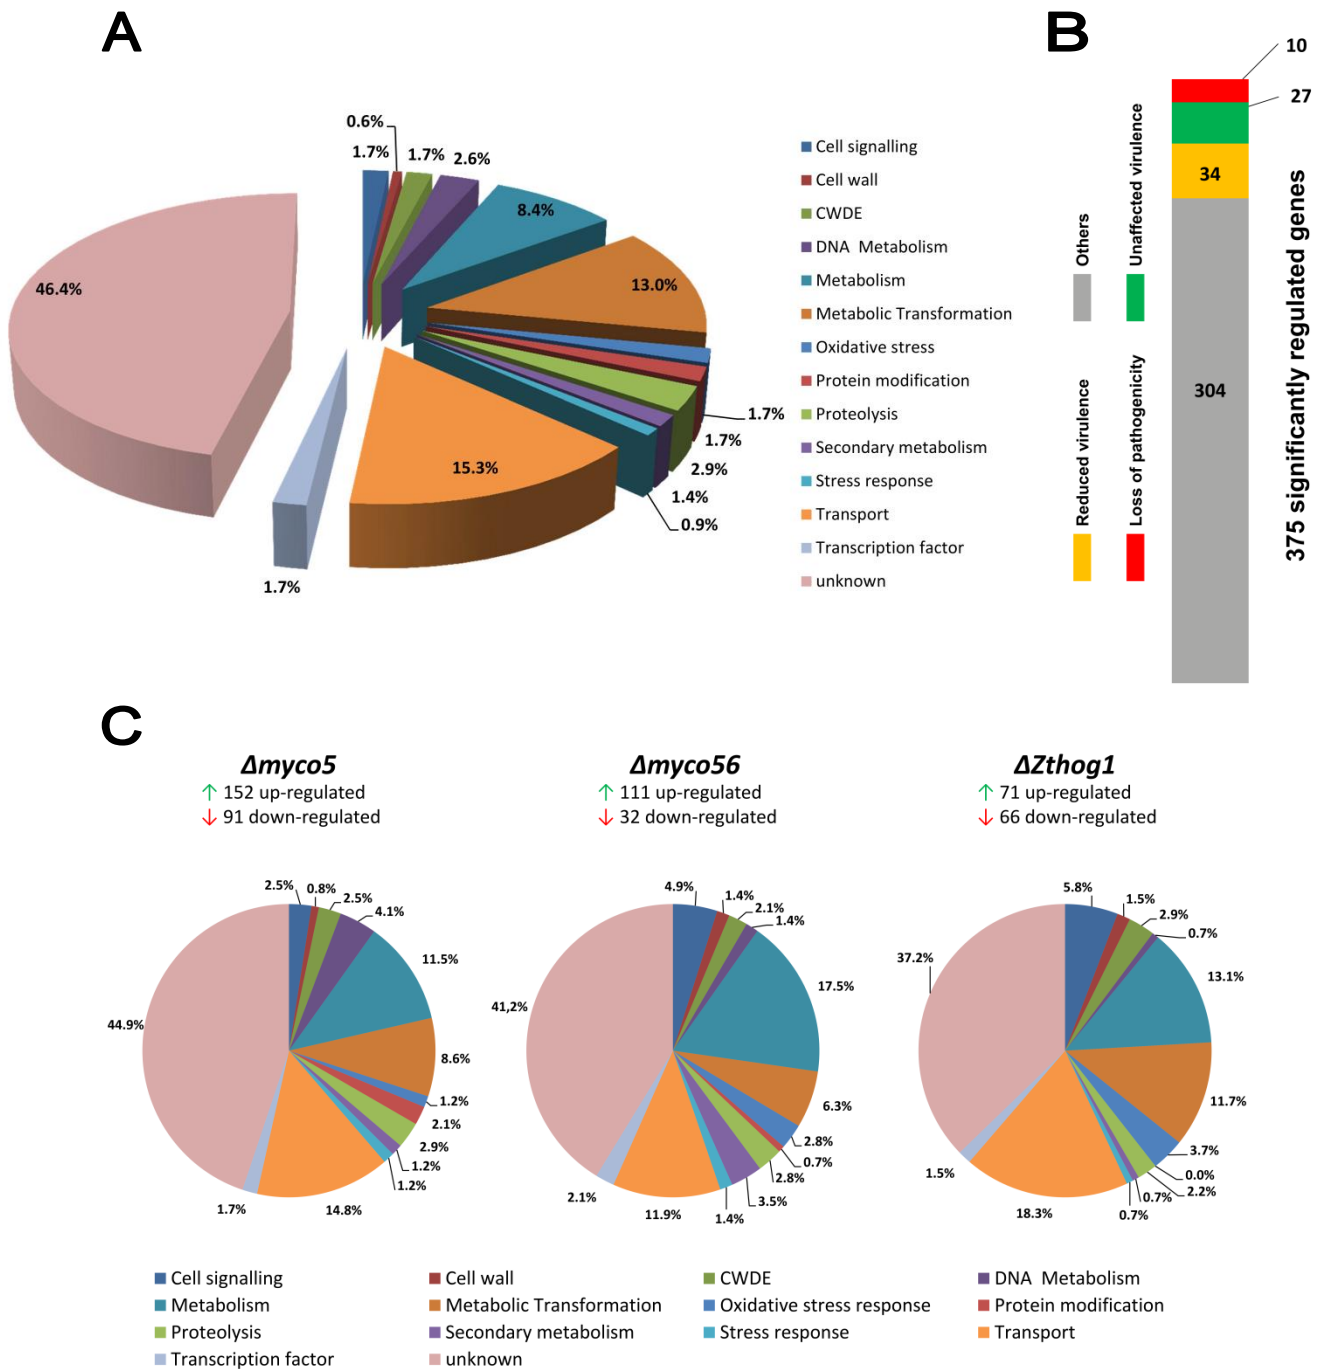 A
B
0.6%
1.7%
1.7%
2.6%
8.4%
13.0%
46.4%
1.7%
1.7%
2.9%
1.4%
0.9%
15.3%
1.7%
Cell signalling
Cell wall
CWDE
DNA Metabolism
Metabolism
Metabolic Transformation
Oxidative stress
Protein modification
Proteolysis
Secondary metabolism
Stress response
Transport
Transcription factor
unknown
Others
Unaffected virulence
Reduced virulence
Loss of pathogenicity
10
27
34
304
375 significantly regulated genes
C
Δmyco5
↑ 152 up-regulated
↓ 91 down-regulated
2.5%
0.8%
2.5%
4.1%
11.5%
8.6%
1.2%
2.1%
2.9%
1.2%
1.2%
14.8%
1.7%
44.9%
Δmyco56
↑ 111 up-regulated
↓ 32 down-regulated
4.9%
1.4%
2.1%
1.4%
17.5%
6.3%
2.8%
0.7%
2.8%
3.5%
1.4%
11.9%
2.1%
41,2%
ΔZthog1
↑ 71 up-regulated
↓ 66 down-regulated
5.8%
1.5%
2.9%
0.7%
13.1%
11.7%
3.7%
0.0%
2.2%
0.7%
0.7%
18.3%
1.5%
37.2%
Cell signalling
Cell wall
CWDE
DNA Metabolism
Metabolism
Metabolic Transformation
Oxidative stress response
Protein modification
Proteolysis
Secondary metabolism
Stress response
Transport
Transcription factor
unknown